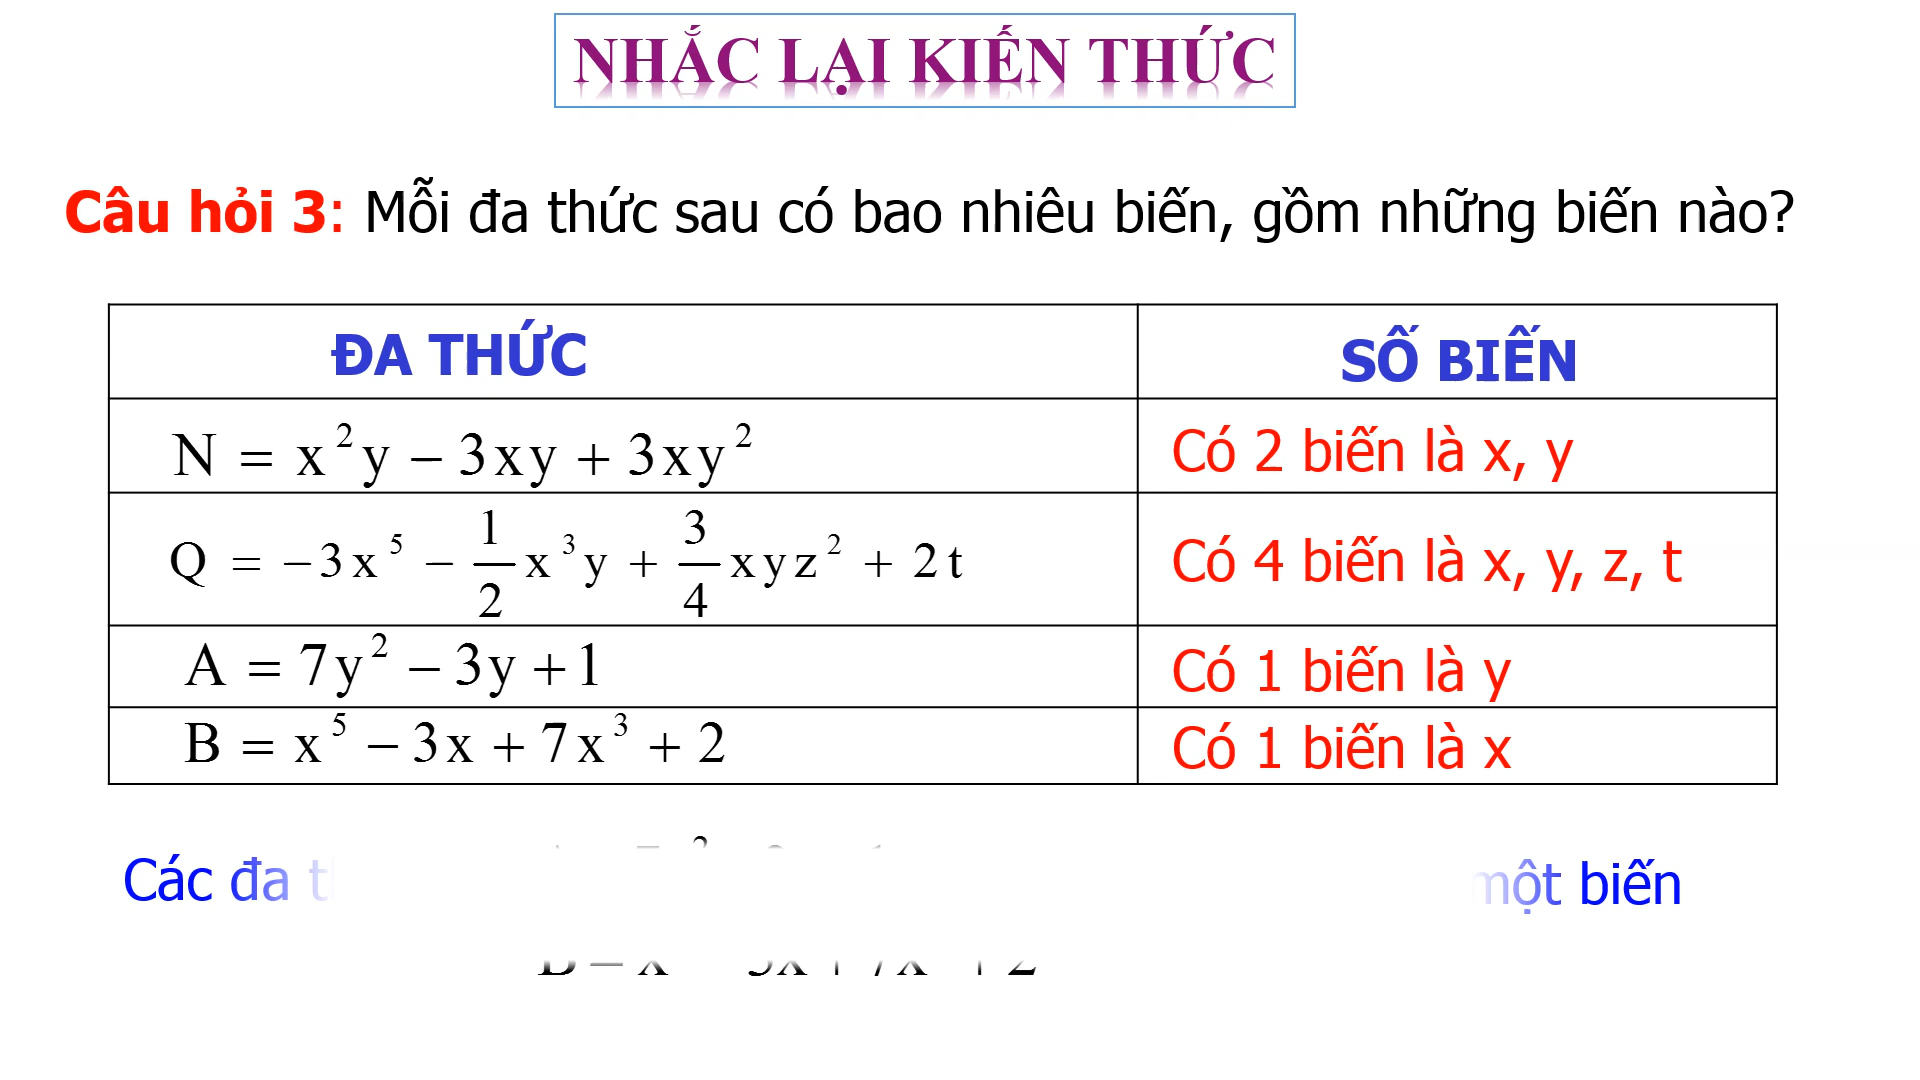 NHẮC LẠI KIẾN THỨC
Câu hỏi 3: Mỗi đa thức sau có bao nhiêu biến, gồm những biến nào?
ĐA THỨC SỐ BIẾN
N = x²y − 3xy + 3xy² Có 2 biến là x, y
Q = −3x⁵ − 1/2 x³y + 3/4 xyz² + 2t Có 4 biến là x, y, z, t
A = 7y² − 3y + 1 Có 1 biến là y
B = x⁵ − 3x + 7x³ + 2 Có 1 biến là x
Các đa một biến